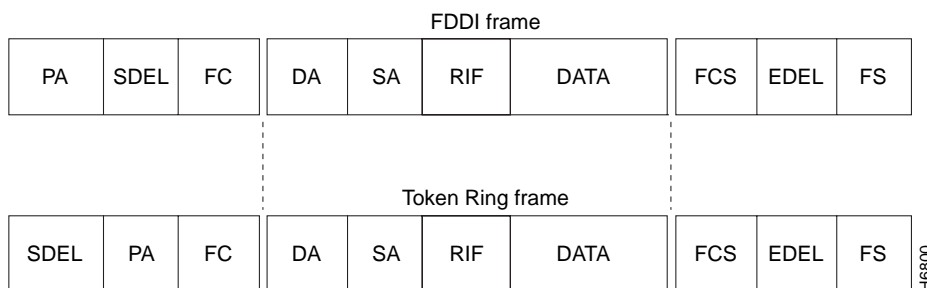 FDDI frame
PA SDEL FC DA SA RIF DATA FCS EDEL FS
Token Ring frame
SDEL PA FC DA SA RIF DATA FCS EDEL FS
H6800